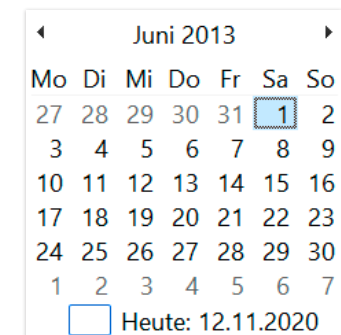 Juni 2013
Mo Di Mi Do Fr Sa So
27 28 29 30 31 1 2
3 4 5 6 7 8 9
10 11 12 13 14 15 16
17 18 19 20 21 22 23
24 25 26 27 28 29 30
1 2 3 4 5 6 7
Heute: 12.11.2020